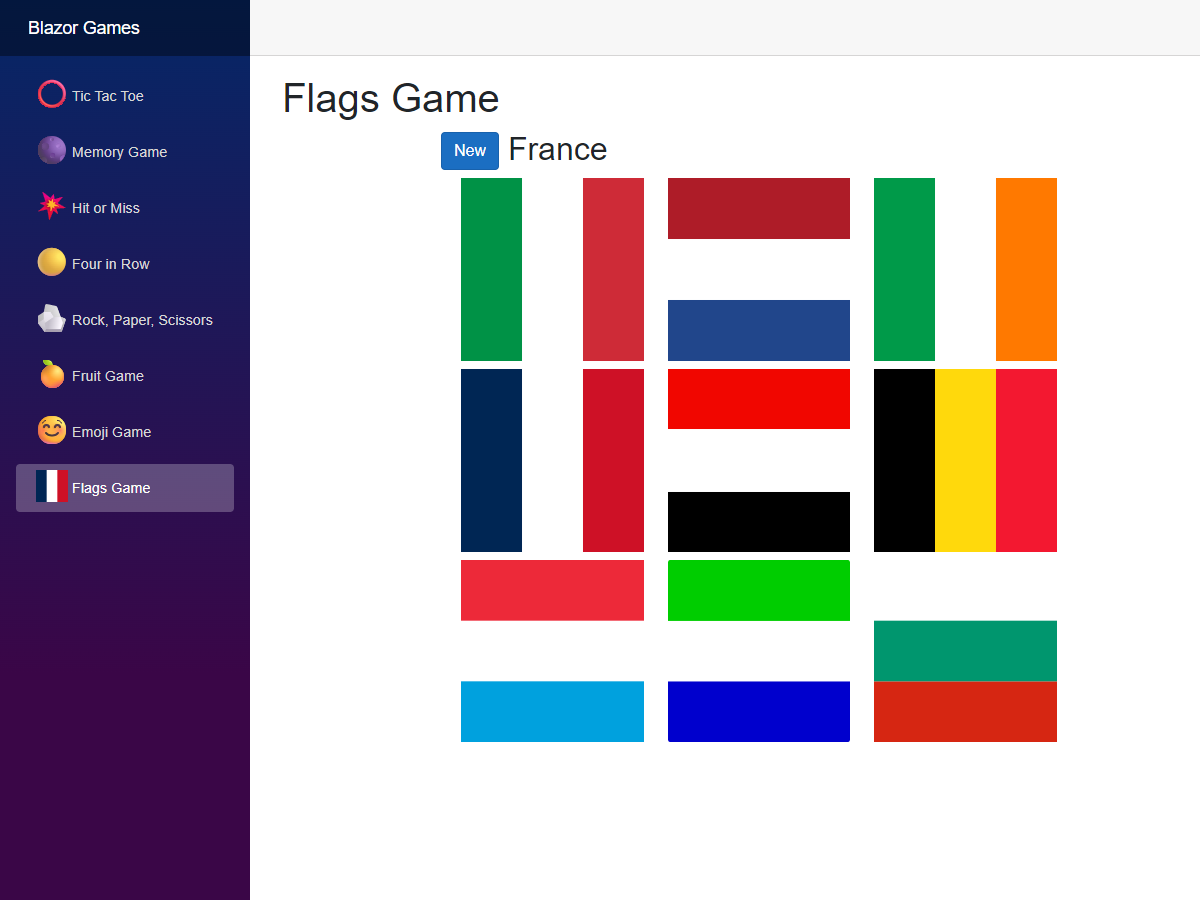 Blazor Games
Tic Tac Toe
Memory Game
Hit or Miss
Four in Row
Rock, Paper, Scissors
Fruit Game
Emoji Game
Flags Game
Flags Game
New France